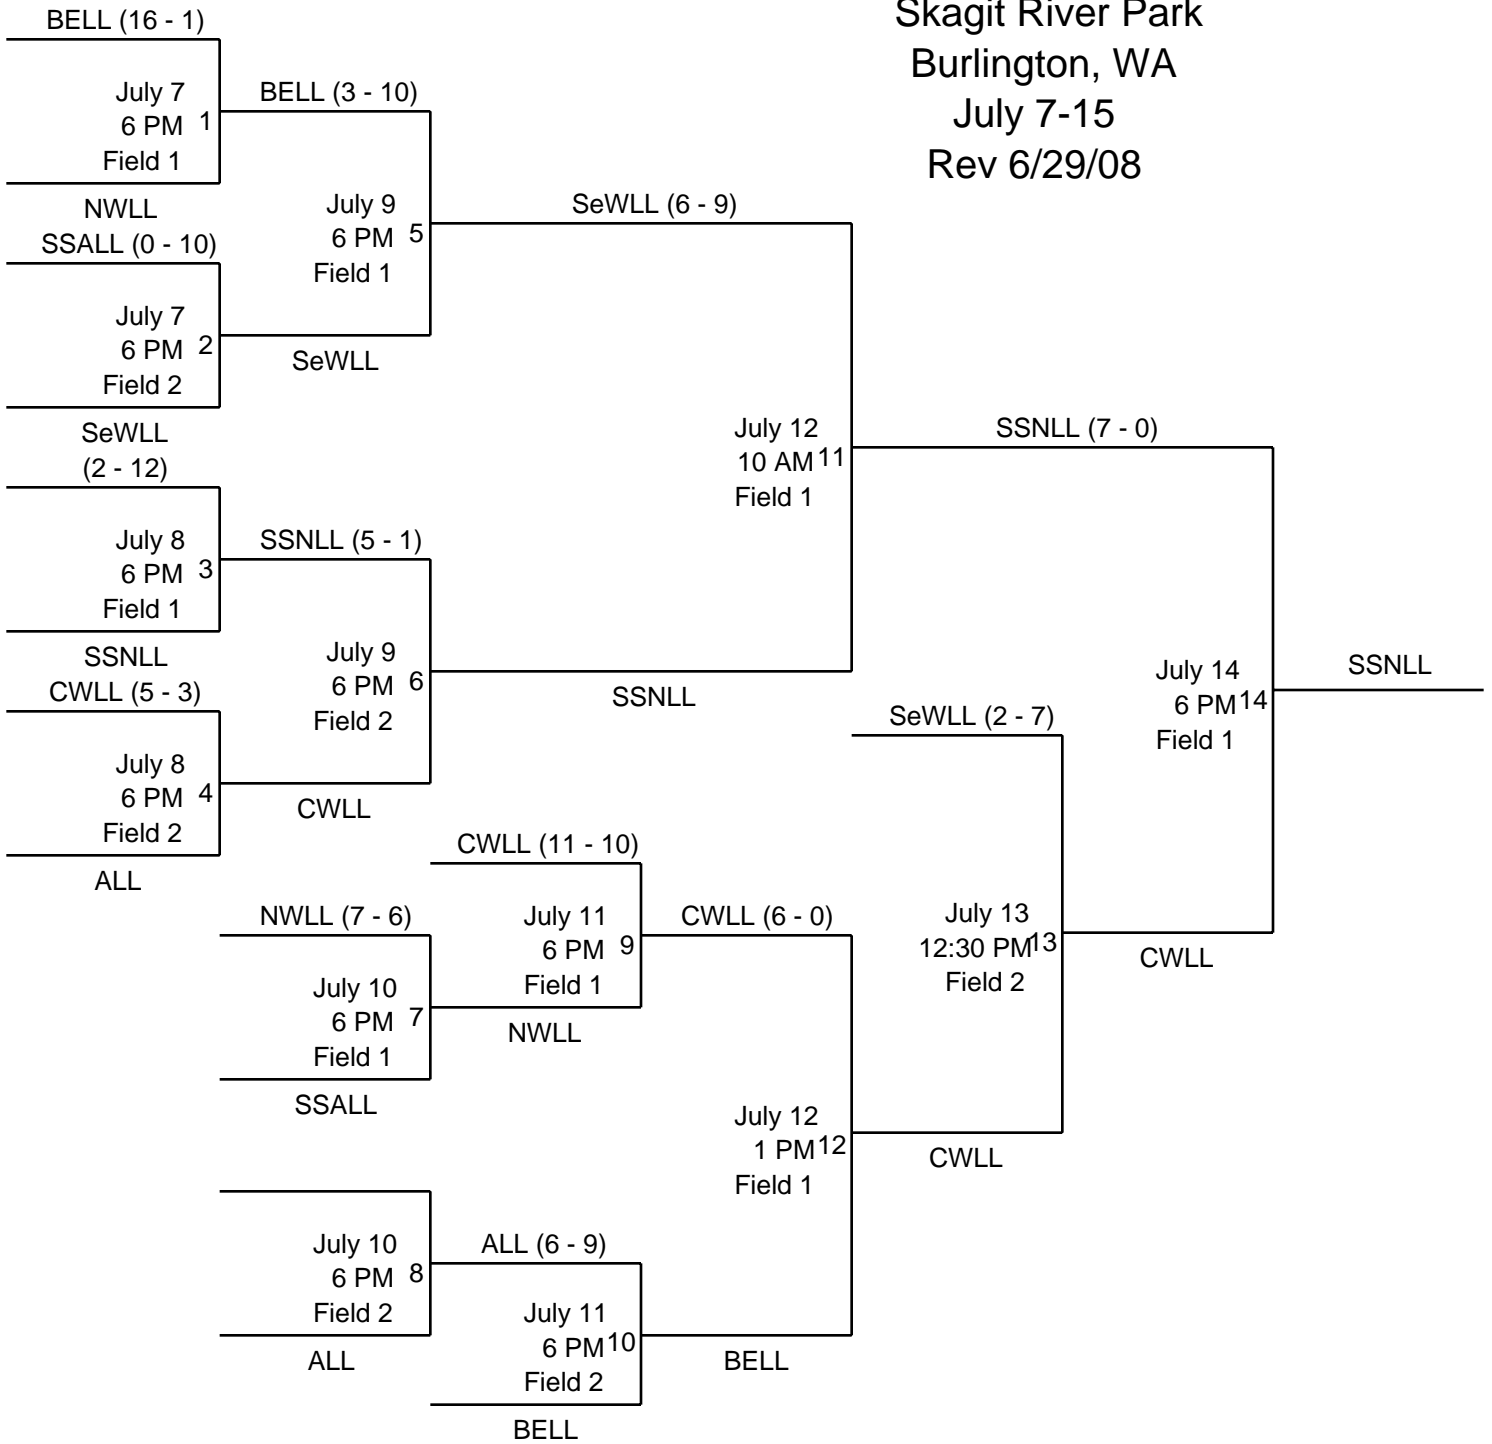 Skagit River Park
Burlington, WA
July 7-15
Rev 6/29/08
BELL (16 - 1)
July 7
6 PM 1
Field 1
NWLL
SSALL (0 - 10)
July 7
6 PM 2
Field 2
SeWLL
(2 - 12)
July 8
6 PM 3
Field 1
SSNLL
CWLL (5 - 3)
July 8
6 PM 4
Field 2
ALL
BELL (3 - 10)
July 9
6 PM 5
Field 1
SeWLL
SSNLL (5 - 1)
July 9
6 PM 6
Field 2
CWLL
NWLL (7 - 6)
July 10
6 PM 7
Field 1
SSALL
July 10
6 PM 8
Field 2
ALL
CWLL (11 - 10)
July 11
6 PM 9
Field 1
NWLL
ALL (6 - 9)
July 11
6 PM 10
Field 2
BELL
SeWLL (6 - 9)
July 12
10 AM 11
Field 1
SSNLL
CWLL (6 - 0)
July 12
1 PM 12
Field 1
BELL
SeWLL (2 - 7)
July 13
12:30 PM 13
Field 2
CWLL
SSNLL (7 - 0)
July 14
6 PM 14
Field 1
CWLL
SSNLL